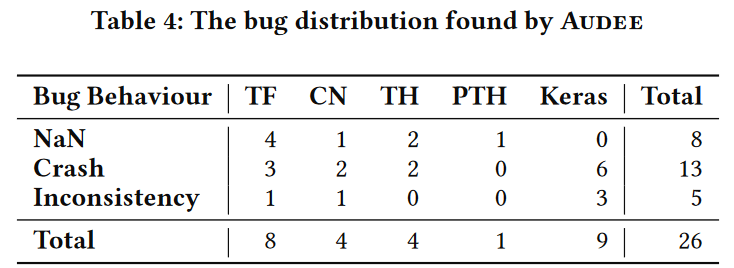 Table 4: The bug distribution found by AUDEE
Bug Behaviour TF CN TH PTH Keras Total
NaN 4 1 2 1 0 8
Crash 3 2 2 0 6 13
Inconsistency 1 1 0 0 3 5
Total 8 4 4 1 9 26